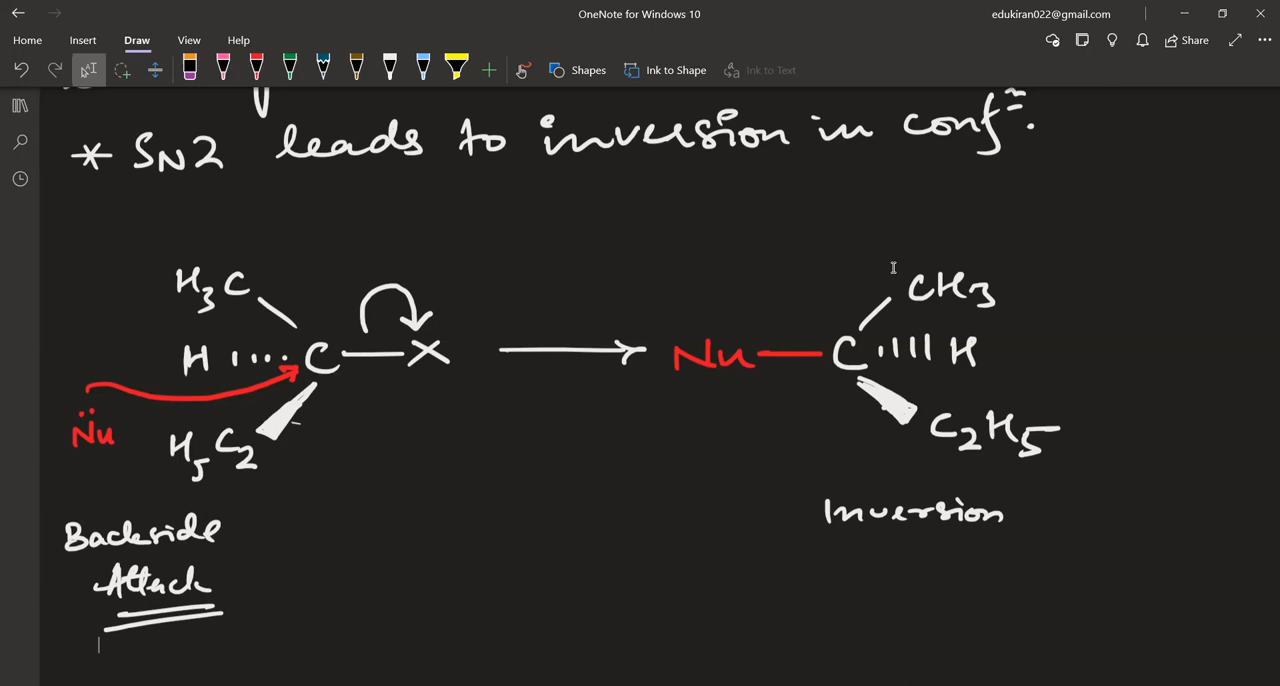 OneNote for Windows 10
edukiran022@gmail.com
Home Insert Draw View Help
Share
Shapes Ink to Shape Ink to Text
* SN2 leads to inversion in confⁿ.
H3C CH3
H C X Nu C H
Nu
H5C2 C2H5
Inversion
Backside
Attack